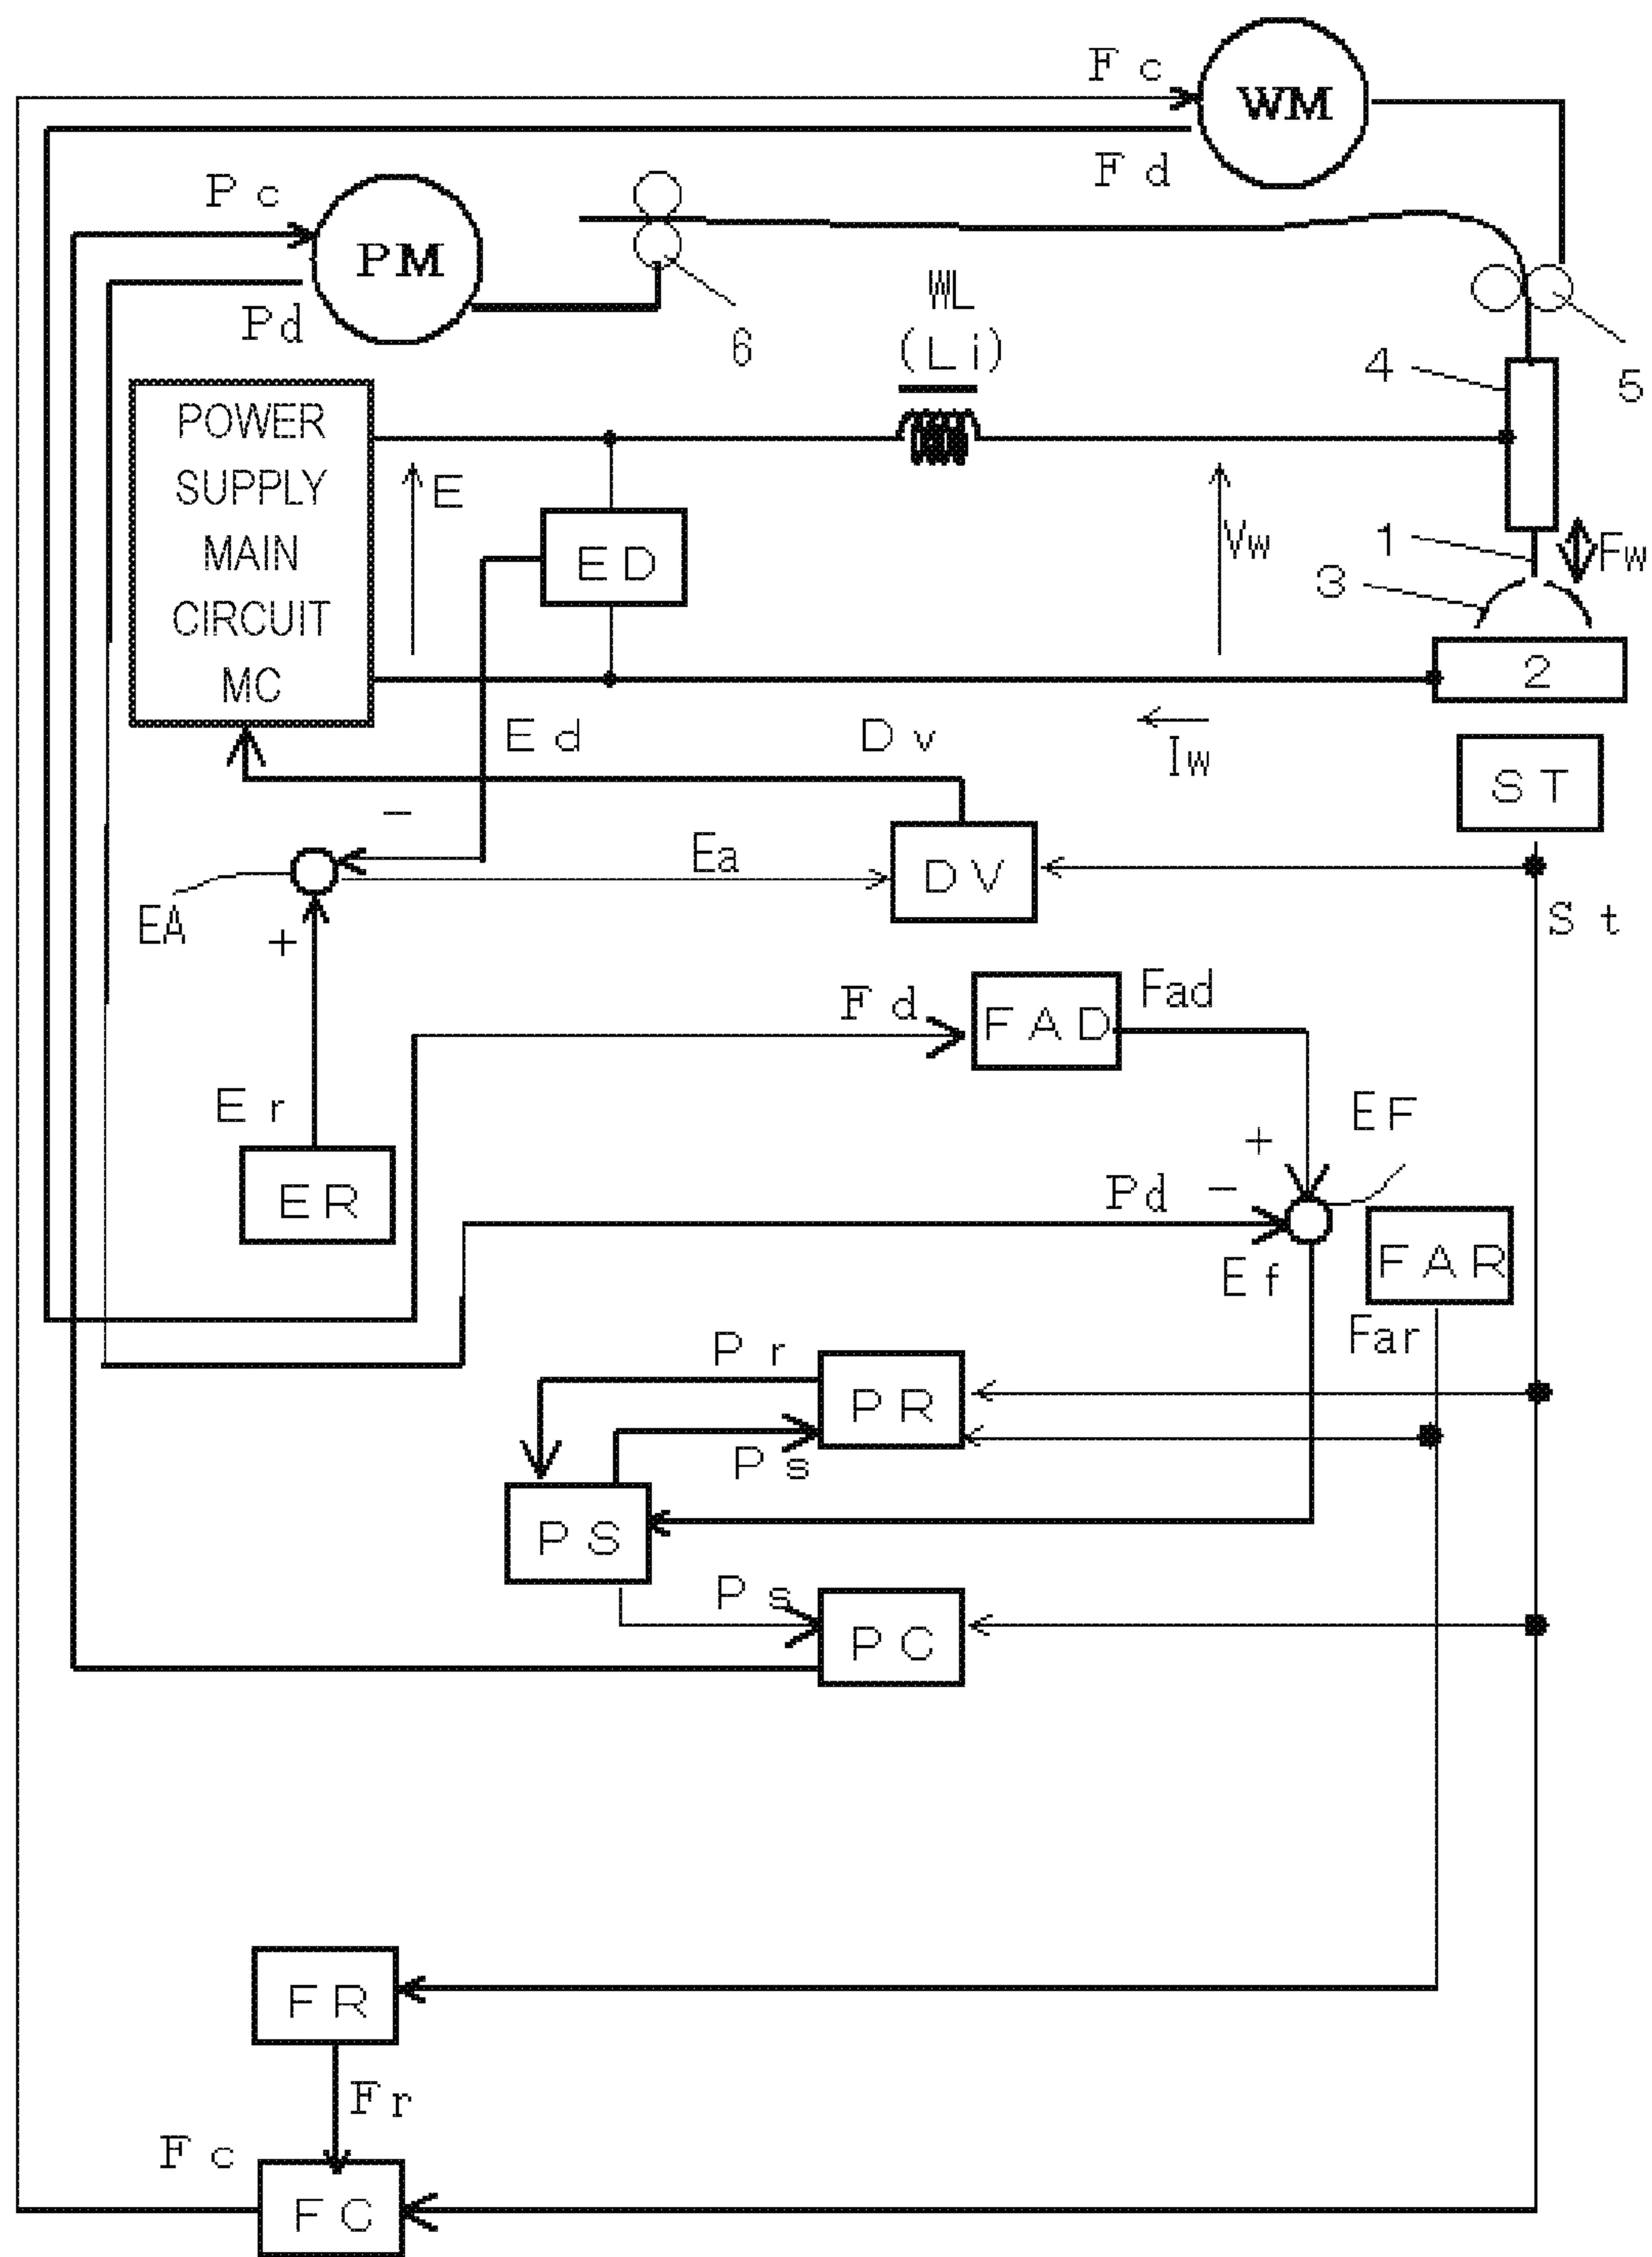 Fc
WM
Fd
Pc
PM
Pd
6
WL
(Li)
4
5
POWER
SUPPLY
MAIN
CIRCUIT
MC
E
ED
Vw
1
Fw
3
2
Ed
Dv
Iw
ST
−
Ea
DV
EA
+
St
Fd
FAD
Fad
Er
EF
+
ER
Pd −
Ef
FAR
Far
Pr
PR
Ps
PS
Ps
PC
FR
Fr
Fc
FC